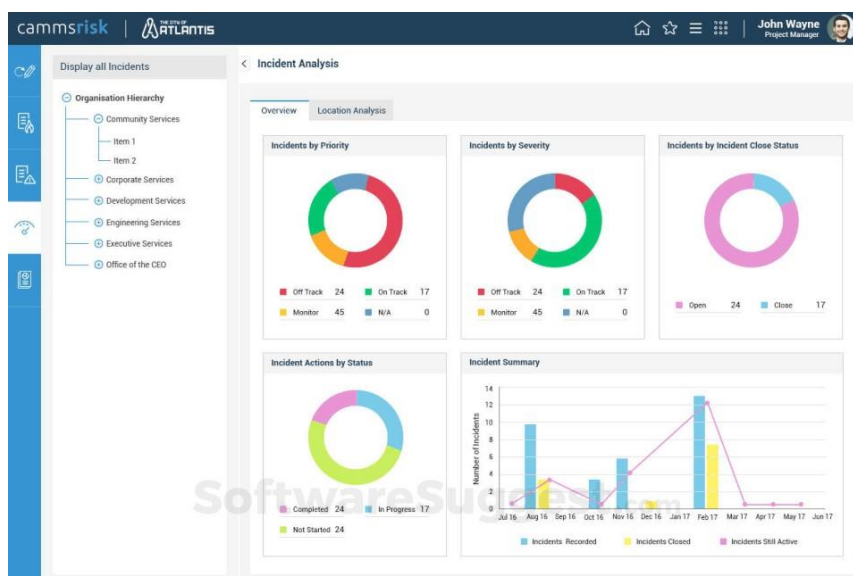 cammsrisk | THE CITY OF ATLANTIS
John Wayne
Project Manager
Display all Incidents
Organisation Hierarchy
Community Services
Item 1
Item 2
Corporate Services
Development Services
Engineering Services
Executive Services
Office of the CEO
< Incident Analysis
Overview Location Analysis
Incidents by Priority
Off Track 24 On Track 17
Monitor 45 N/A 0
Incidents by Severity
Off Track 24 On Track 17
Monitor 45 N/A 0
Incidents by Incident Close Status
Open 24 Close 17
Incident Actions by Status
Completed 24 In Progress 17
Not Started 24
Incident Summary
Number of Incidents
14
12
10
8
6
4
2
0
Jul 16 Aug 16 Sep 16 Oct 16 Nov 16 Dec 16 Jan 17 Feb 17 Mar 17 Apr 17 May 17 Jun 17
Incidents Recorded Incidents Closed Incidents Still Active
SoftwareSuggest.com